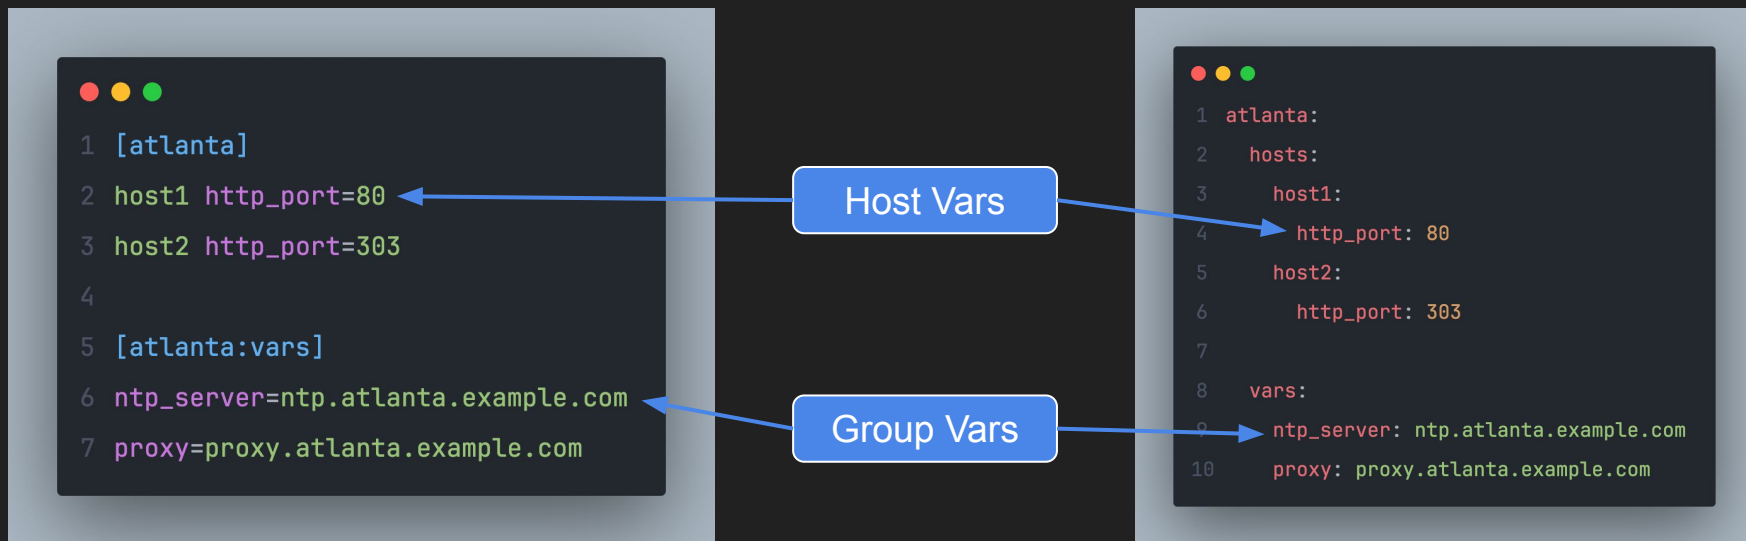 1 [atlanta]
2 host1 http_port=80
3 host2 http_port=303
4
5 [atlanta:vars]
6 ntp_server=ntp.atlanta.example.com
7 proxy=proxy.atlanta.example.com
Host Vars
Group Vars
1 atlanta:
2 hosts:
3 host1:
4 http_port: 80
5 host2:
6 http_port: 303
7
8 vars:
9 ntp_server: ntp.atlanta.example.com
10 proxy: proxy.atlanta.example.com